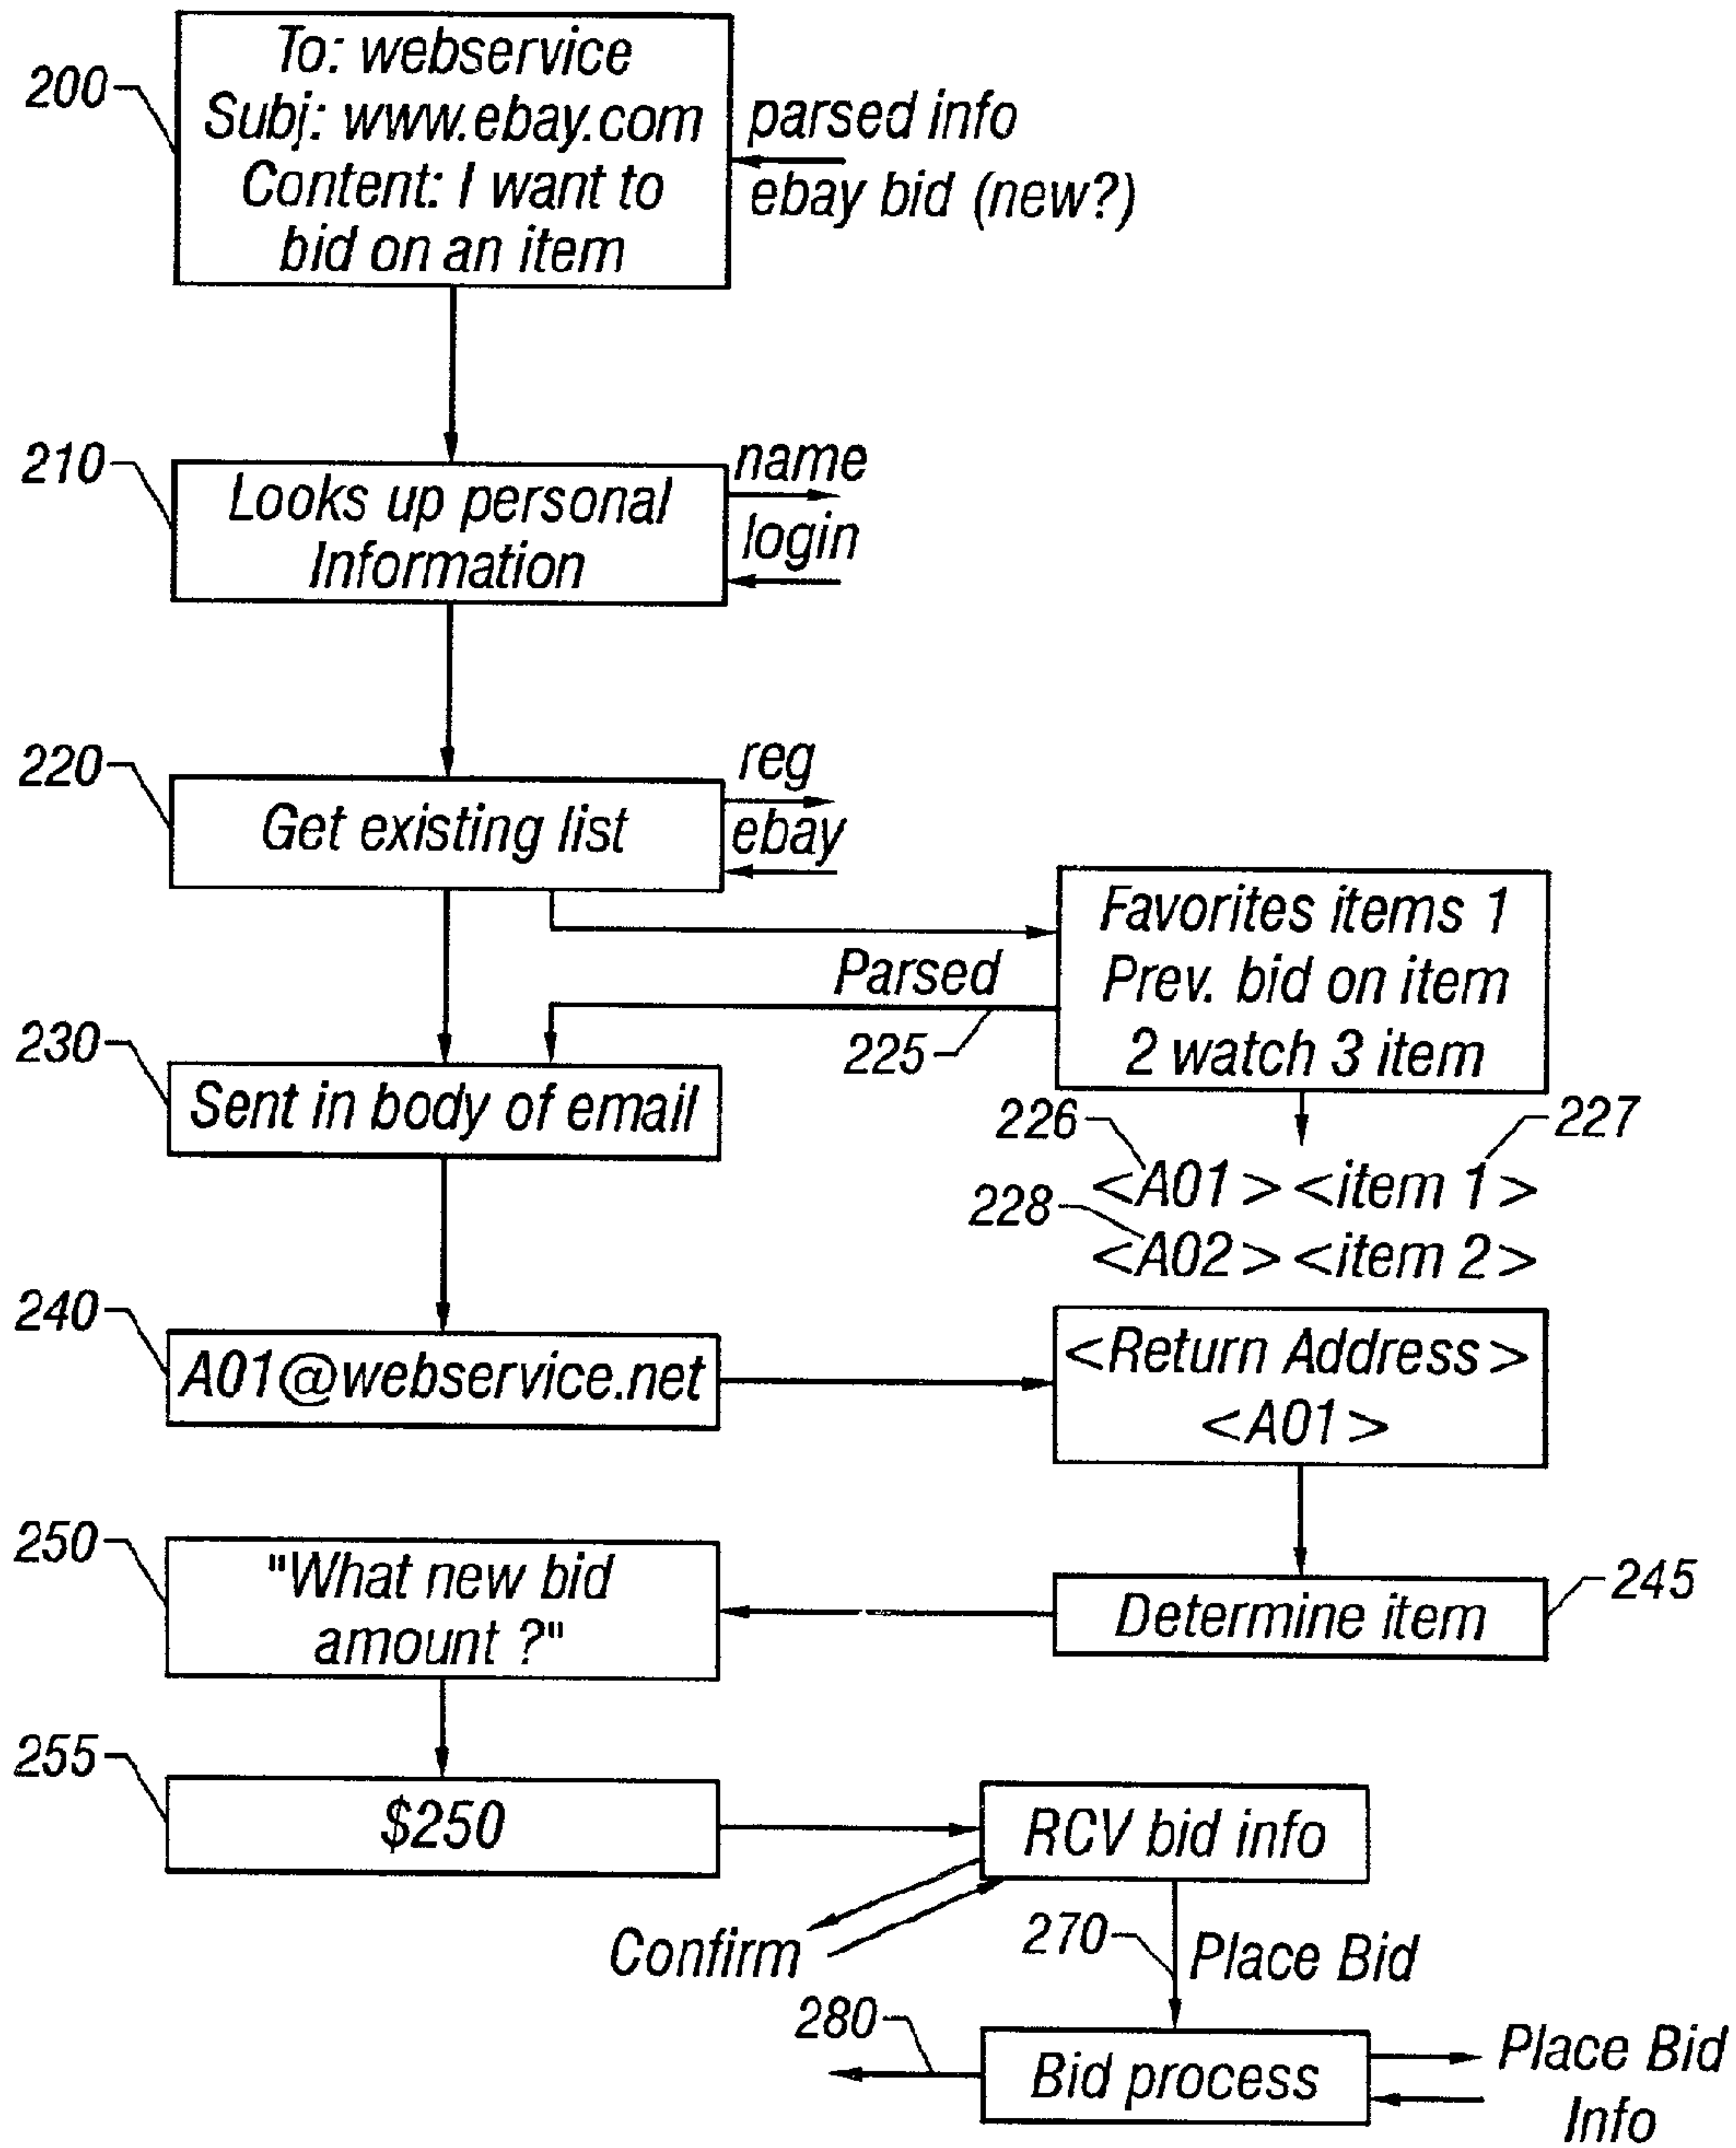 200
To: webservice
Subj: www.ebay.com
Content: I want to
bid on an item
parsed info
ebay bid (new?)
210
Looks up personal
Information
name
login
220
Get existing list
reg
ebay
Favorites items 1
Prev. bid on item
2 watch 3 item
Parsed
225
230
Sent in body of email
226
227
<A01> <item 1>
228
<A02> <item 2>
240
A01@webservice.net
<Return Address>
<A01>
250
"What new bid
amount ?"
Determine item
245
255
$250
RCV bid info
Confirm
270
Place Bid
280
Bid process
Place Bid
Info